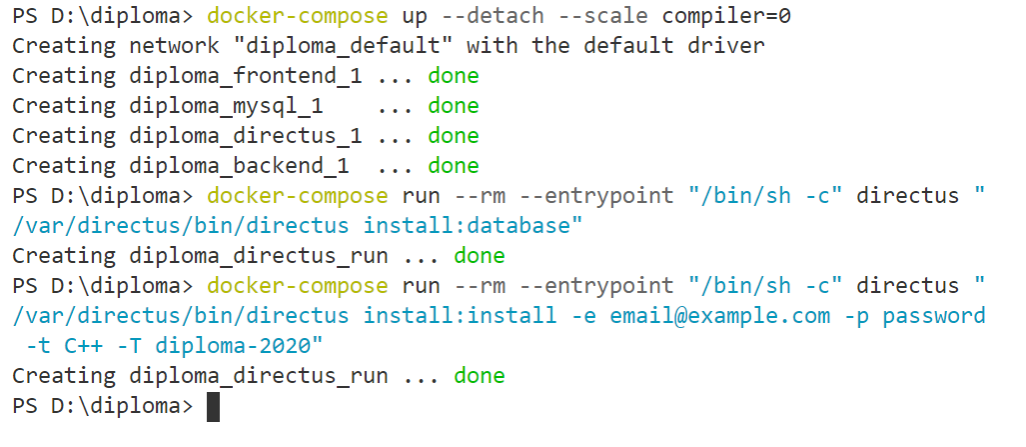 PS D:\diploma> docker-compose up --detach --scale compiler=0
Creating network "diploma_default" with the default driver
Creating diploma_frontend_1 ... done
Creating diploma_mysql_1    ... done
Creating diploma_directus_1 ... done
Creating diploma_backend_1  ... done
PS D:\diploma> docker-compose run --rm --entrypoint "/bin/sh -c" directus "
/var/directus/bin/directus install:database"
Creating diploma_directus_run ... done
PS D:\diploma> docker-compose run --rm --entrypoint "/bin/sh -c" directus "
/var/directus/bin/directus install:install -e email@example.com -p password
 -t C++ -T diploma-2020"
Creating diploma_directus_run ... done
PS D:\diploma>